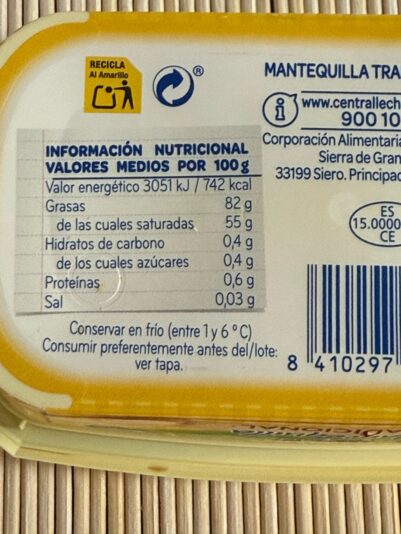 RECICLA
Al Amarillo
®
MANTEQUILLA TRA
i www.centrallech
900 10
Corporación Alimentaria
Sierra de Gran
33199 Siero. Principad
INFORMACIÓN NUTRICIONAL
VALORES MEDIOS POR 100 g
Valor energético 3051 kJ / 742 kcal
Grasas 82 g
de las cuales saturadas 55 g
Hidratos de carbono 0,4 g
de los cuales azúcares 0,4 g
Proteínas 0,6 g
Sal 0,03 g
ES
15.0000
CE
Conservar en frío (entre 1 y 6 ºC)
Consumir preferentemente antes del/lote:
ver tapa.
8 410297